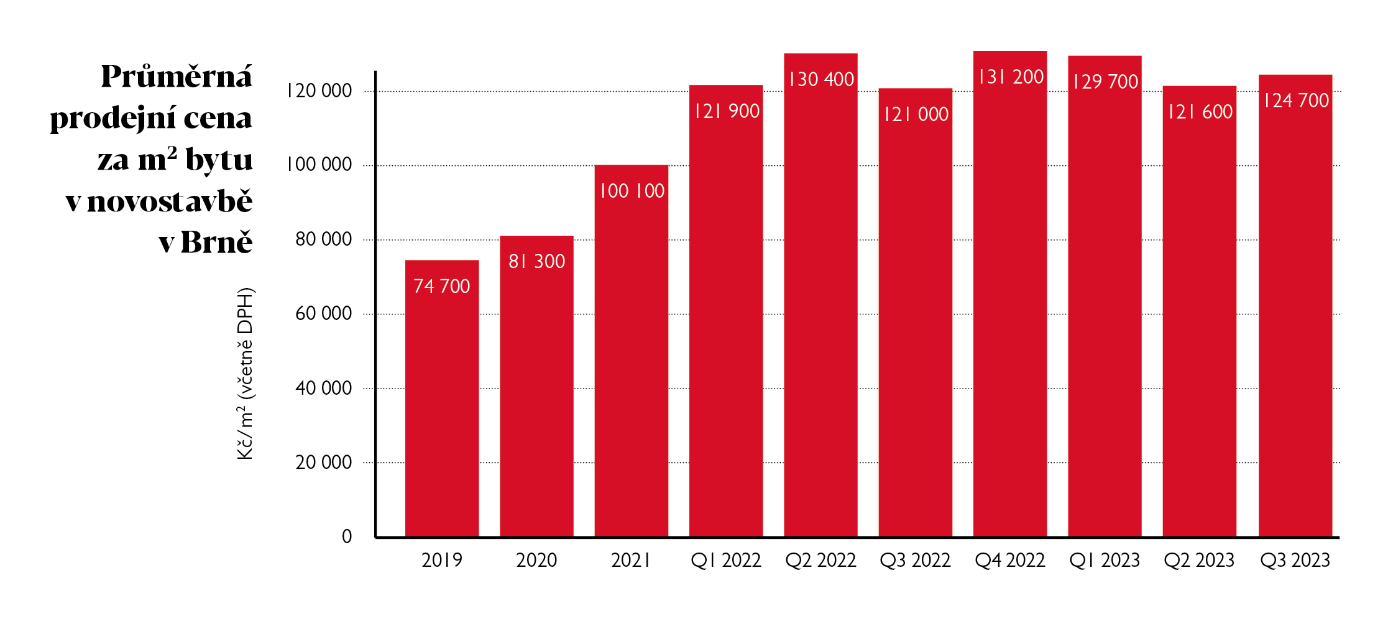 Průměrná
prodejní cena
za m² bytu
v novostavbě
v Brně
Kč/m² (včetně DPH)
120 000
100 000
80 000
60 000
40 000
20 000
0
74 700
81 300
100 100
121 900
130 400
121 000
131 200
129 700
121 600
124 700
2019
2020
2021
Q1 2022
Q2 2022
Q3 2022
Q4 2022
Q1 2023
Q2 2023
Q3 2023